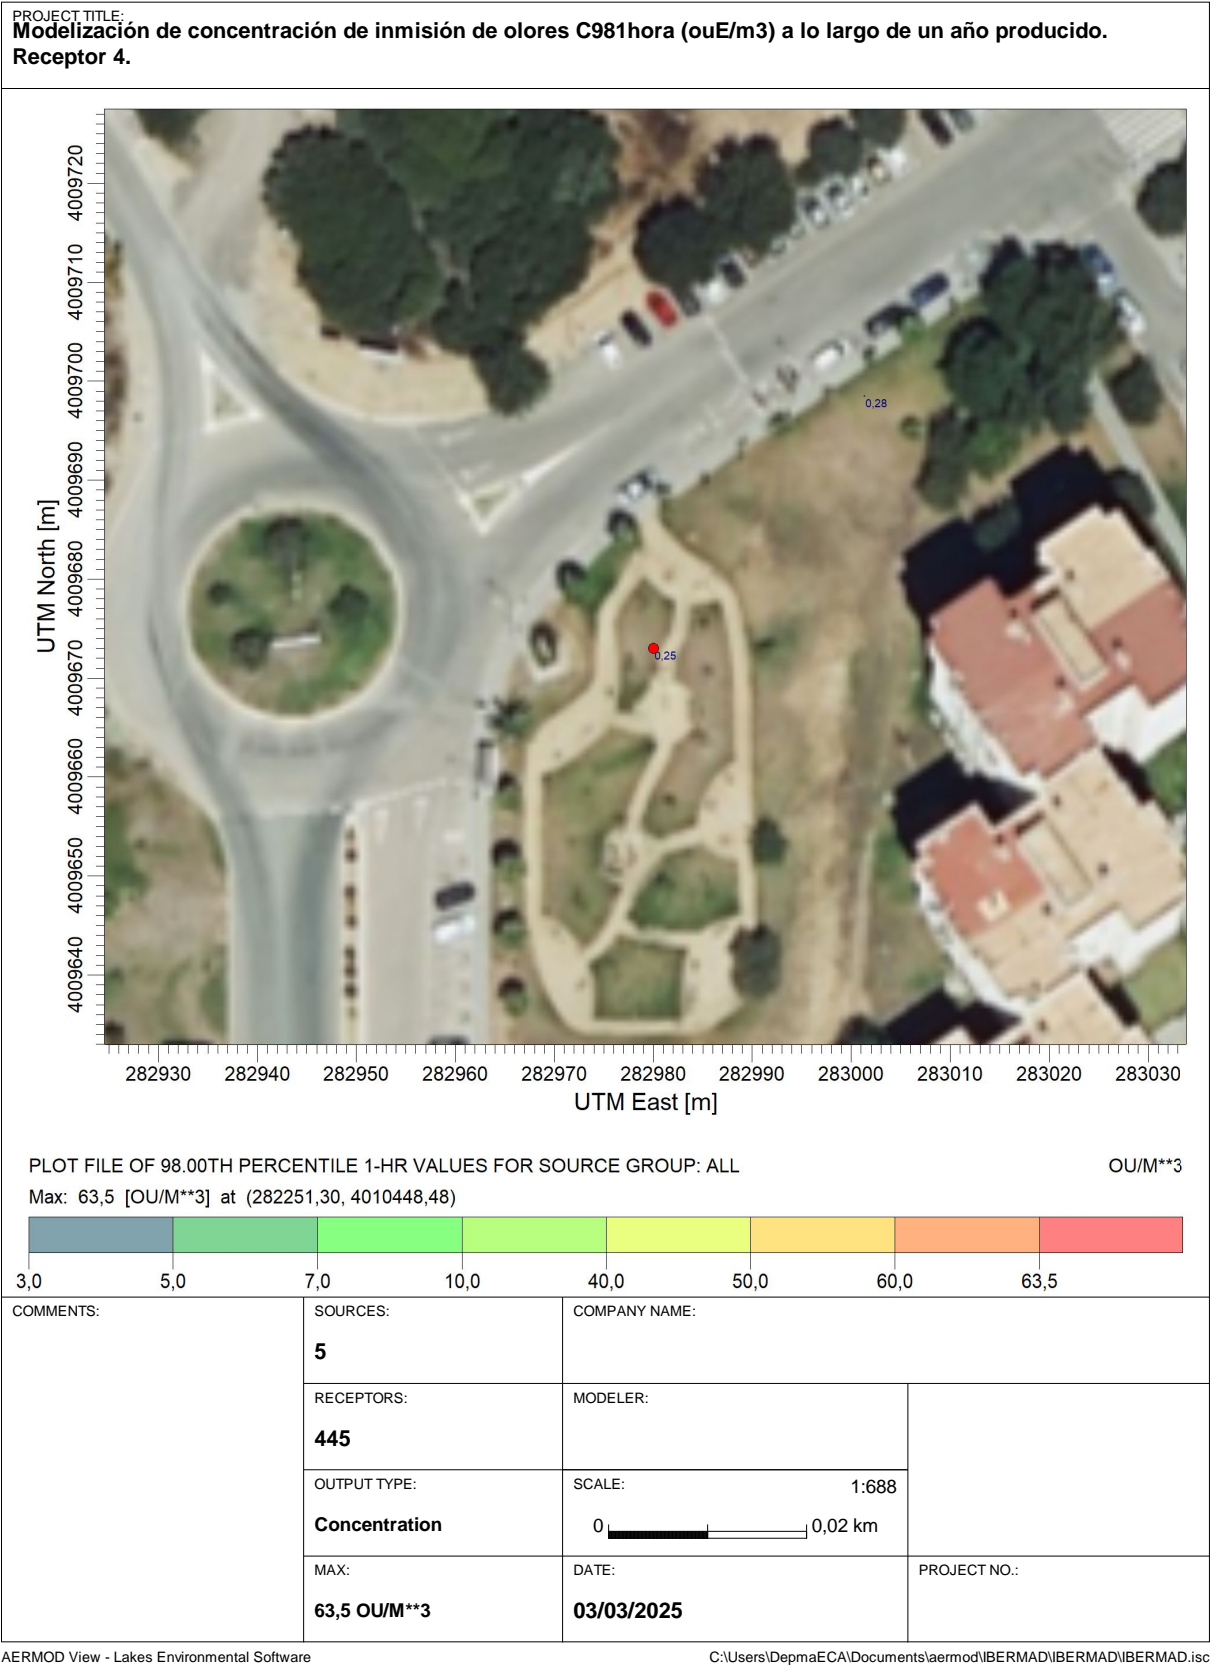 PROJECT TITLE:
Modelización de concentración de inmisión de olores C981hora (ouE/m3) a lo largo de un año producido.
Receptor 4.
UTM North [m]
4009720
4009710
4009700
4009690
4009680
4009670
4009660
4009650
4009640
0,28
0,25
282930 282940 282950 282960 282970 282980 282990 283000 283010 283020 283030
UTM East [m]
PLOT FILE OF 98.00TH PERCENTILE 1-HR VALUES FOR SOURCE GROUP: ALL OU/M**3
Max: 63,5 [OU/M**3] at (282251,30, 4010448,48)
3,0 5,0 7,0 10,0 40,0 50,0 60,0 63,5
COMMENTS:
SOURCES:
5
COMPANY NAME:
RECEPTORS:
445
MODELER:
OUTPUT TYPE:
Concentration
SCALE: 1:688
0 0,02 km
MAX:
63,5 OU/M**3
DATE:
03/03/2025
PROJECT NO.:
AERMOD View - Lakes Environmental Software C:\Users\DepmaECA\Documents\aermod\IBERMAD\IBERMAD\IBERMAD.isc